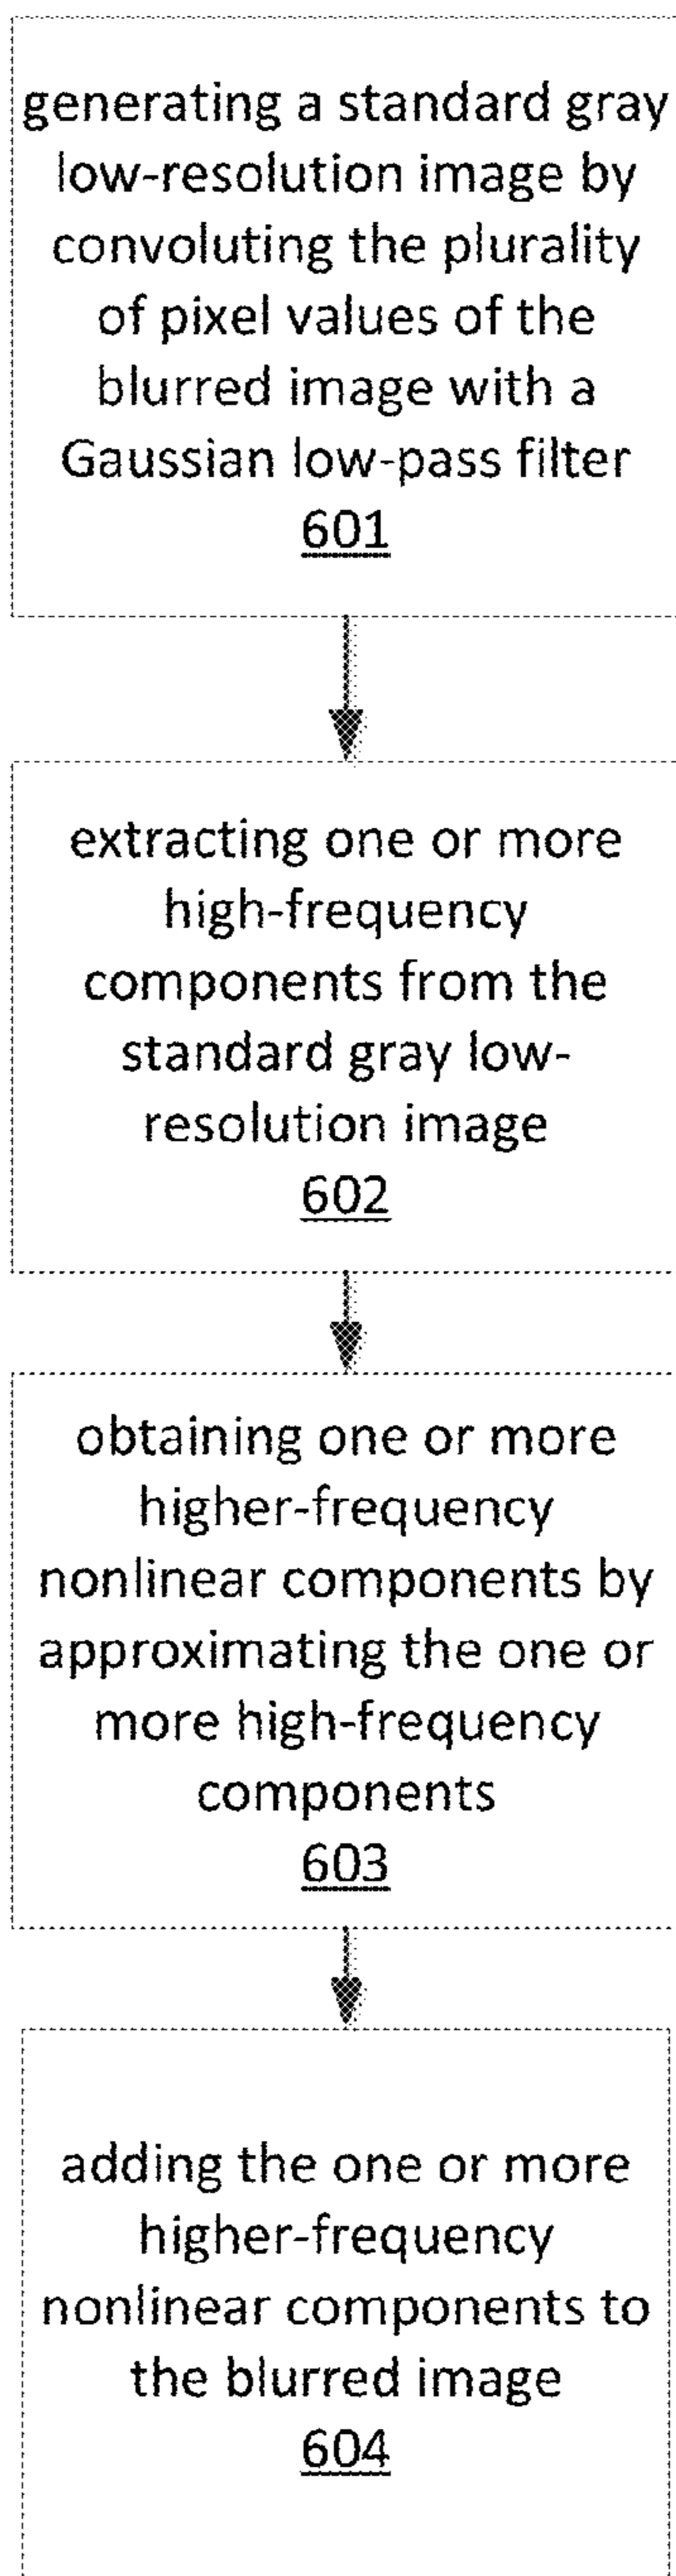 generating a standard gray
low-resolution image by
convoluting the plurality
of pixel values of the
blurred image with a
Gaussian low-pass filter
601
extracting one or more
high-frequency
components from the
standard gray low-
resolution image
602
obtaining one or more
higher-frequency
nonlinear components by
approximating the one or
more high-frequency
components
603
adding the one or more
higher-frequency
nonlinear components to
the blurred image
604